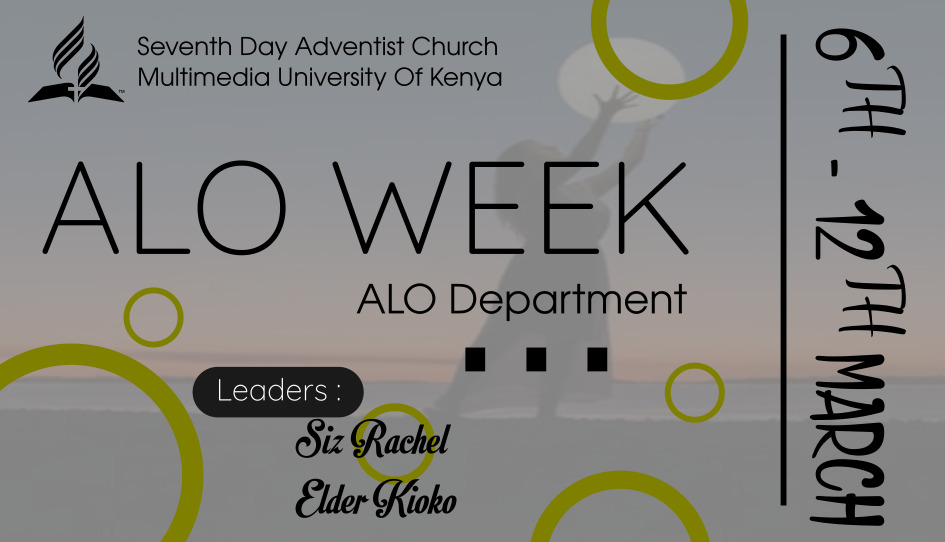 Seventh Day Adventist Church
Multimedia University Of Kenya
ALO WEEK
ALO Department
Leaders :
Siz Rachel
Elder Kioko
6TH - 12TH MARCH